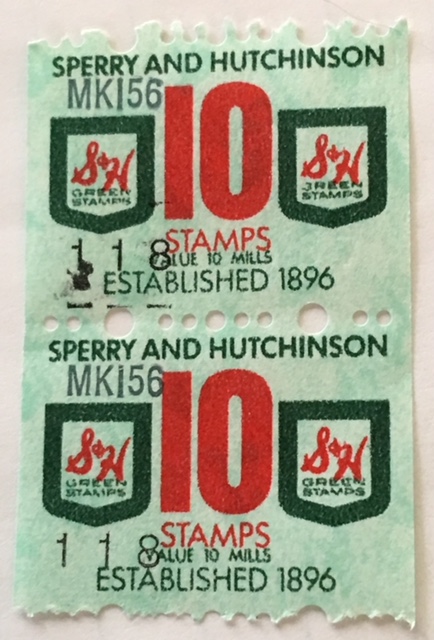 SPERRY AND HUTCHINSON
MK156
10
S&H S&H
GREEN GREEN
STAMPS STAMPS
STAMPS
118
VALUE 10 MILLS
ESTABLISHED 1896
SPERRY AND HUTCHINSON
MK156
10
S&H S&H
GREEN GREEN
STAMPS STAMPS
STAMPS
118
VALUE 10 MILLS
ESTABLISHED 1896